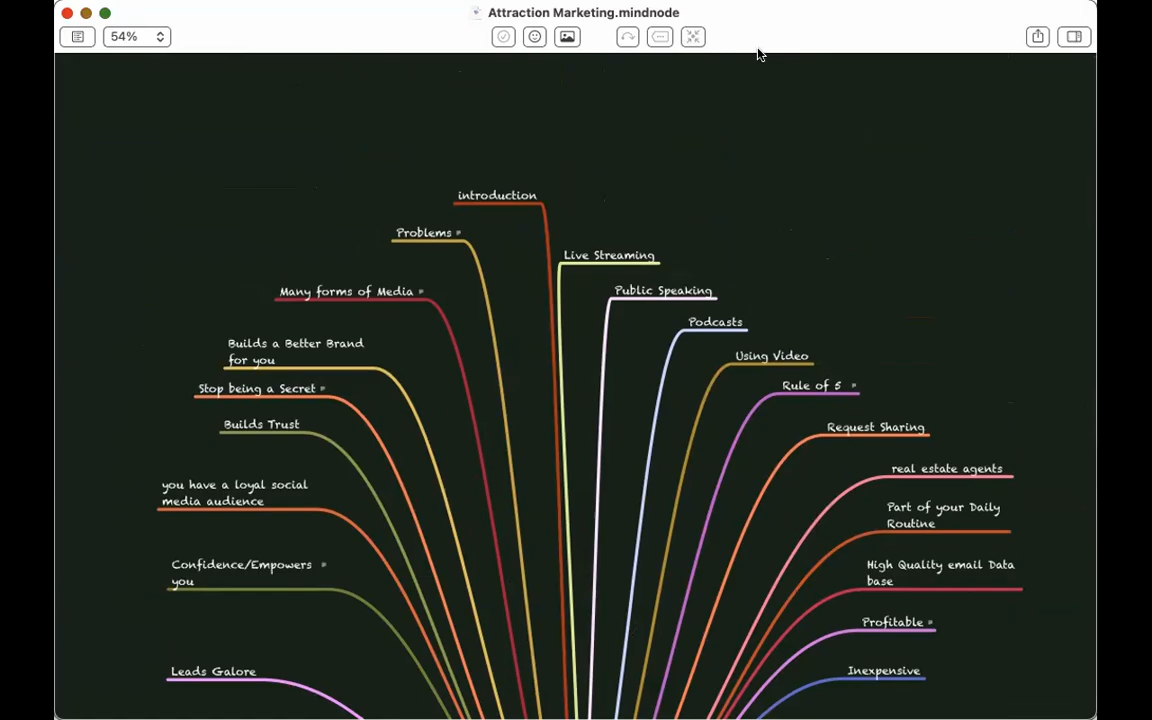 Attraction Marketing.mindnode
54%
introduction
Problems
Live Streaming
Many forms of Media
Public Speaking
Podcasts
Builds a Better Brand
for you
Using Video
Stop being a Secret
Rule of 5
Builds Trust
Request Sharing
real estate agents
you have a loyal social
media audience
Part of your Daily
Routine
Confidence/Empowers
you
High Quality email Data
base
Profitable
Leads Galore
Inexpensive